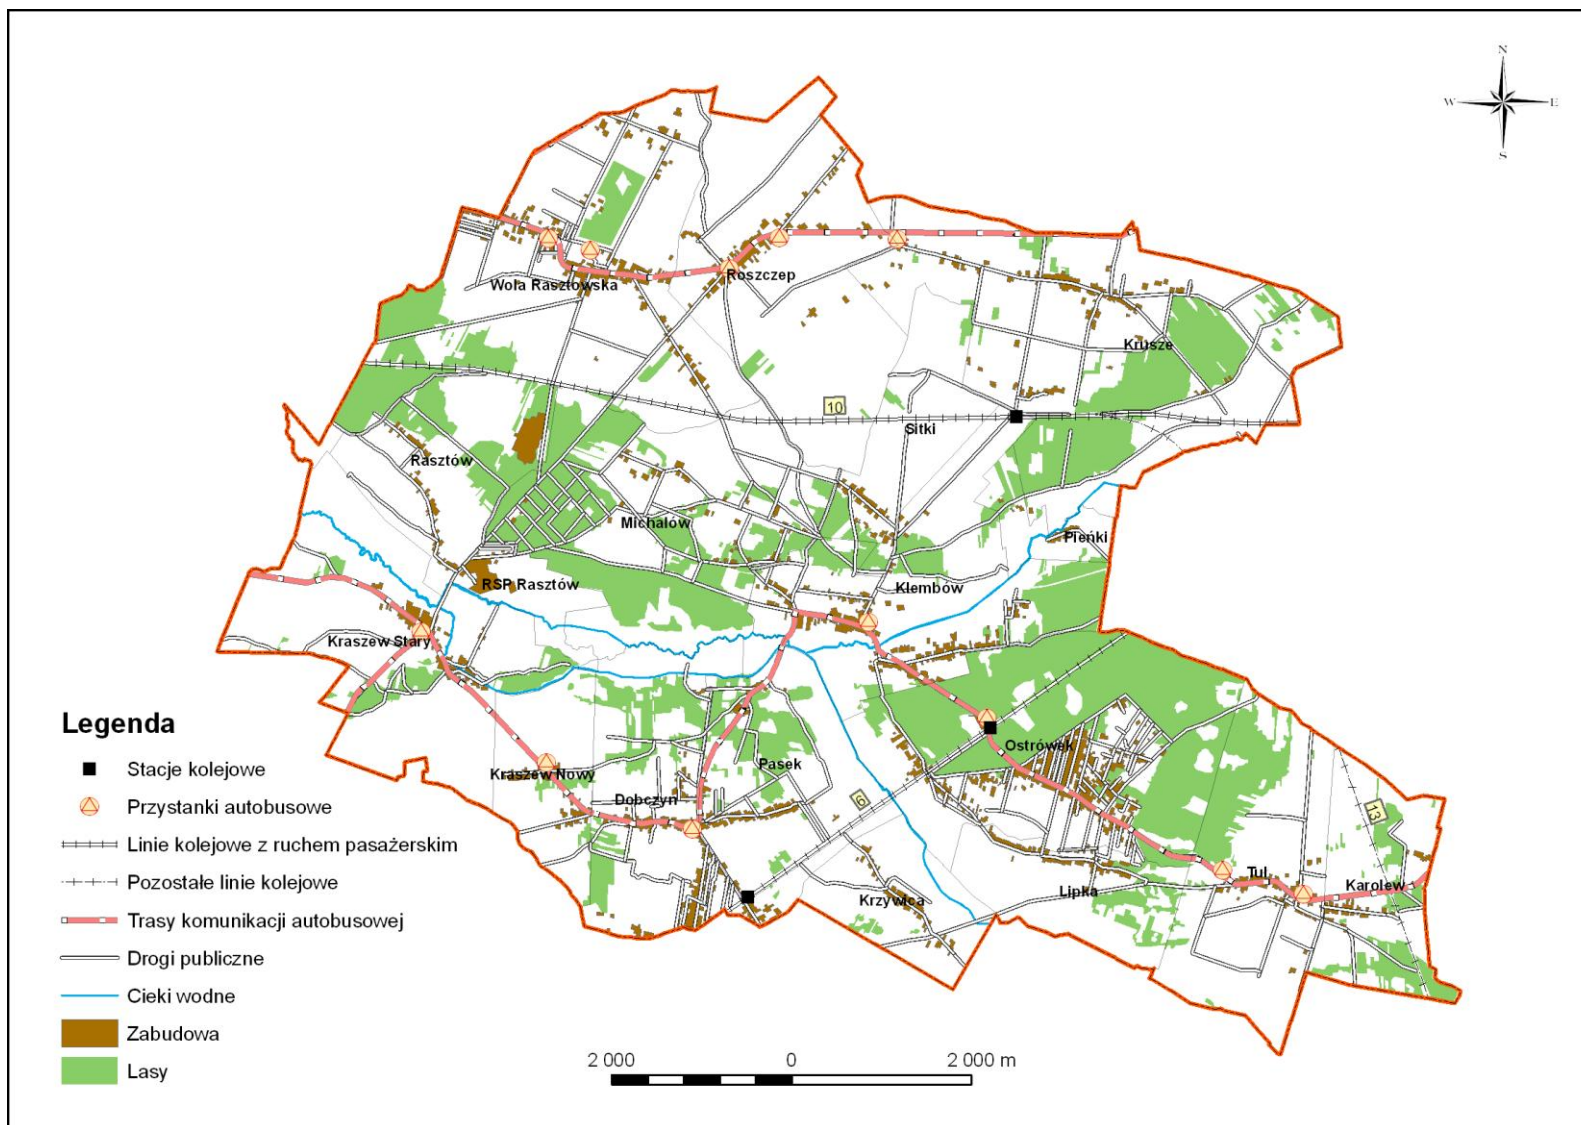 N
W E
S
Wola Rasztowska
Roszczep
Krusze
10
Sitki
Rasztów
Michalów
Pieńki
RSP Rasztów
Klembów
Kraszew Stary
Legenda
Stacje kolejowe
Przystanki autobusowe
Linie kolejowe z ruchem pasażerskim
Pozostałe linie kolejowe
Trasy komunikacji autobusowej
Drogi publiczne
Cieki wodne
Zabudowa
Lasy
Ostrówek
Pasek
Kraszew Nowy
Dobczyn
6
13
Tul
Karolew
Lipka
Krzywica
2 000 0 2 000 m